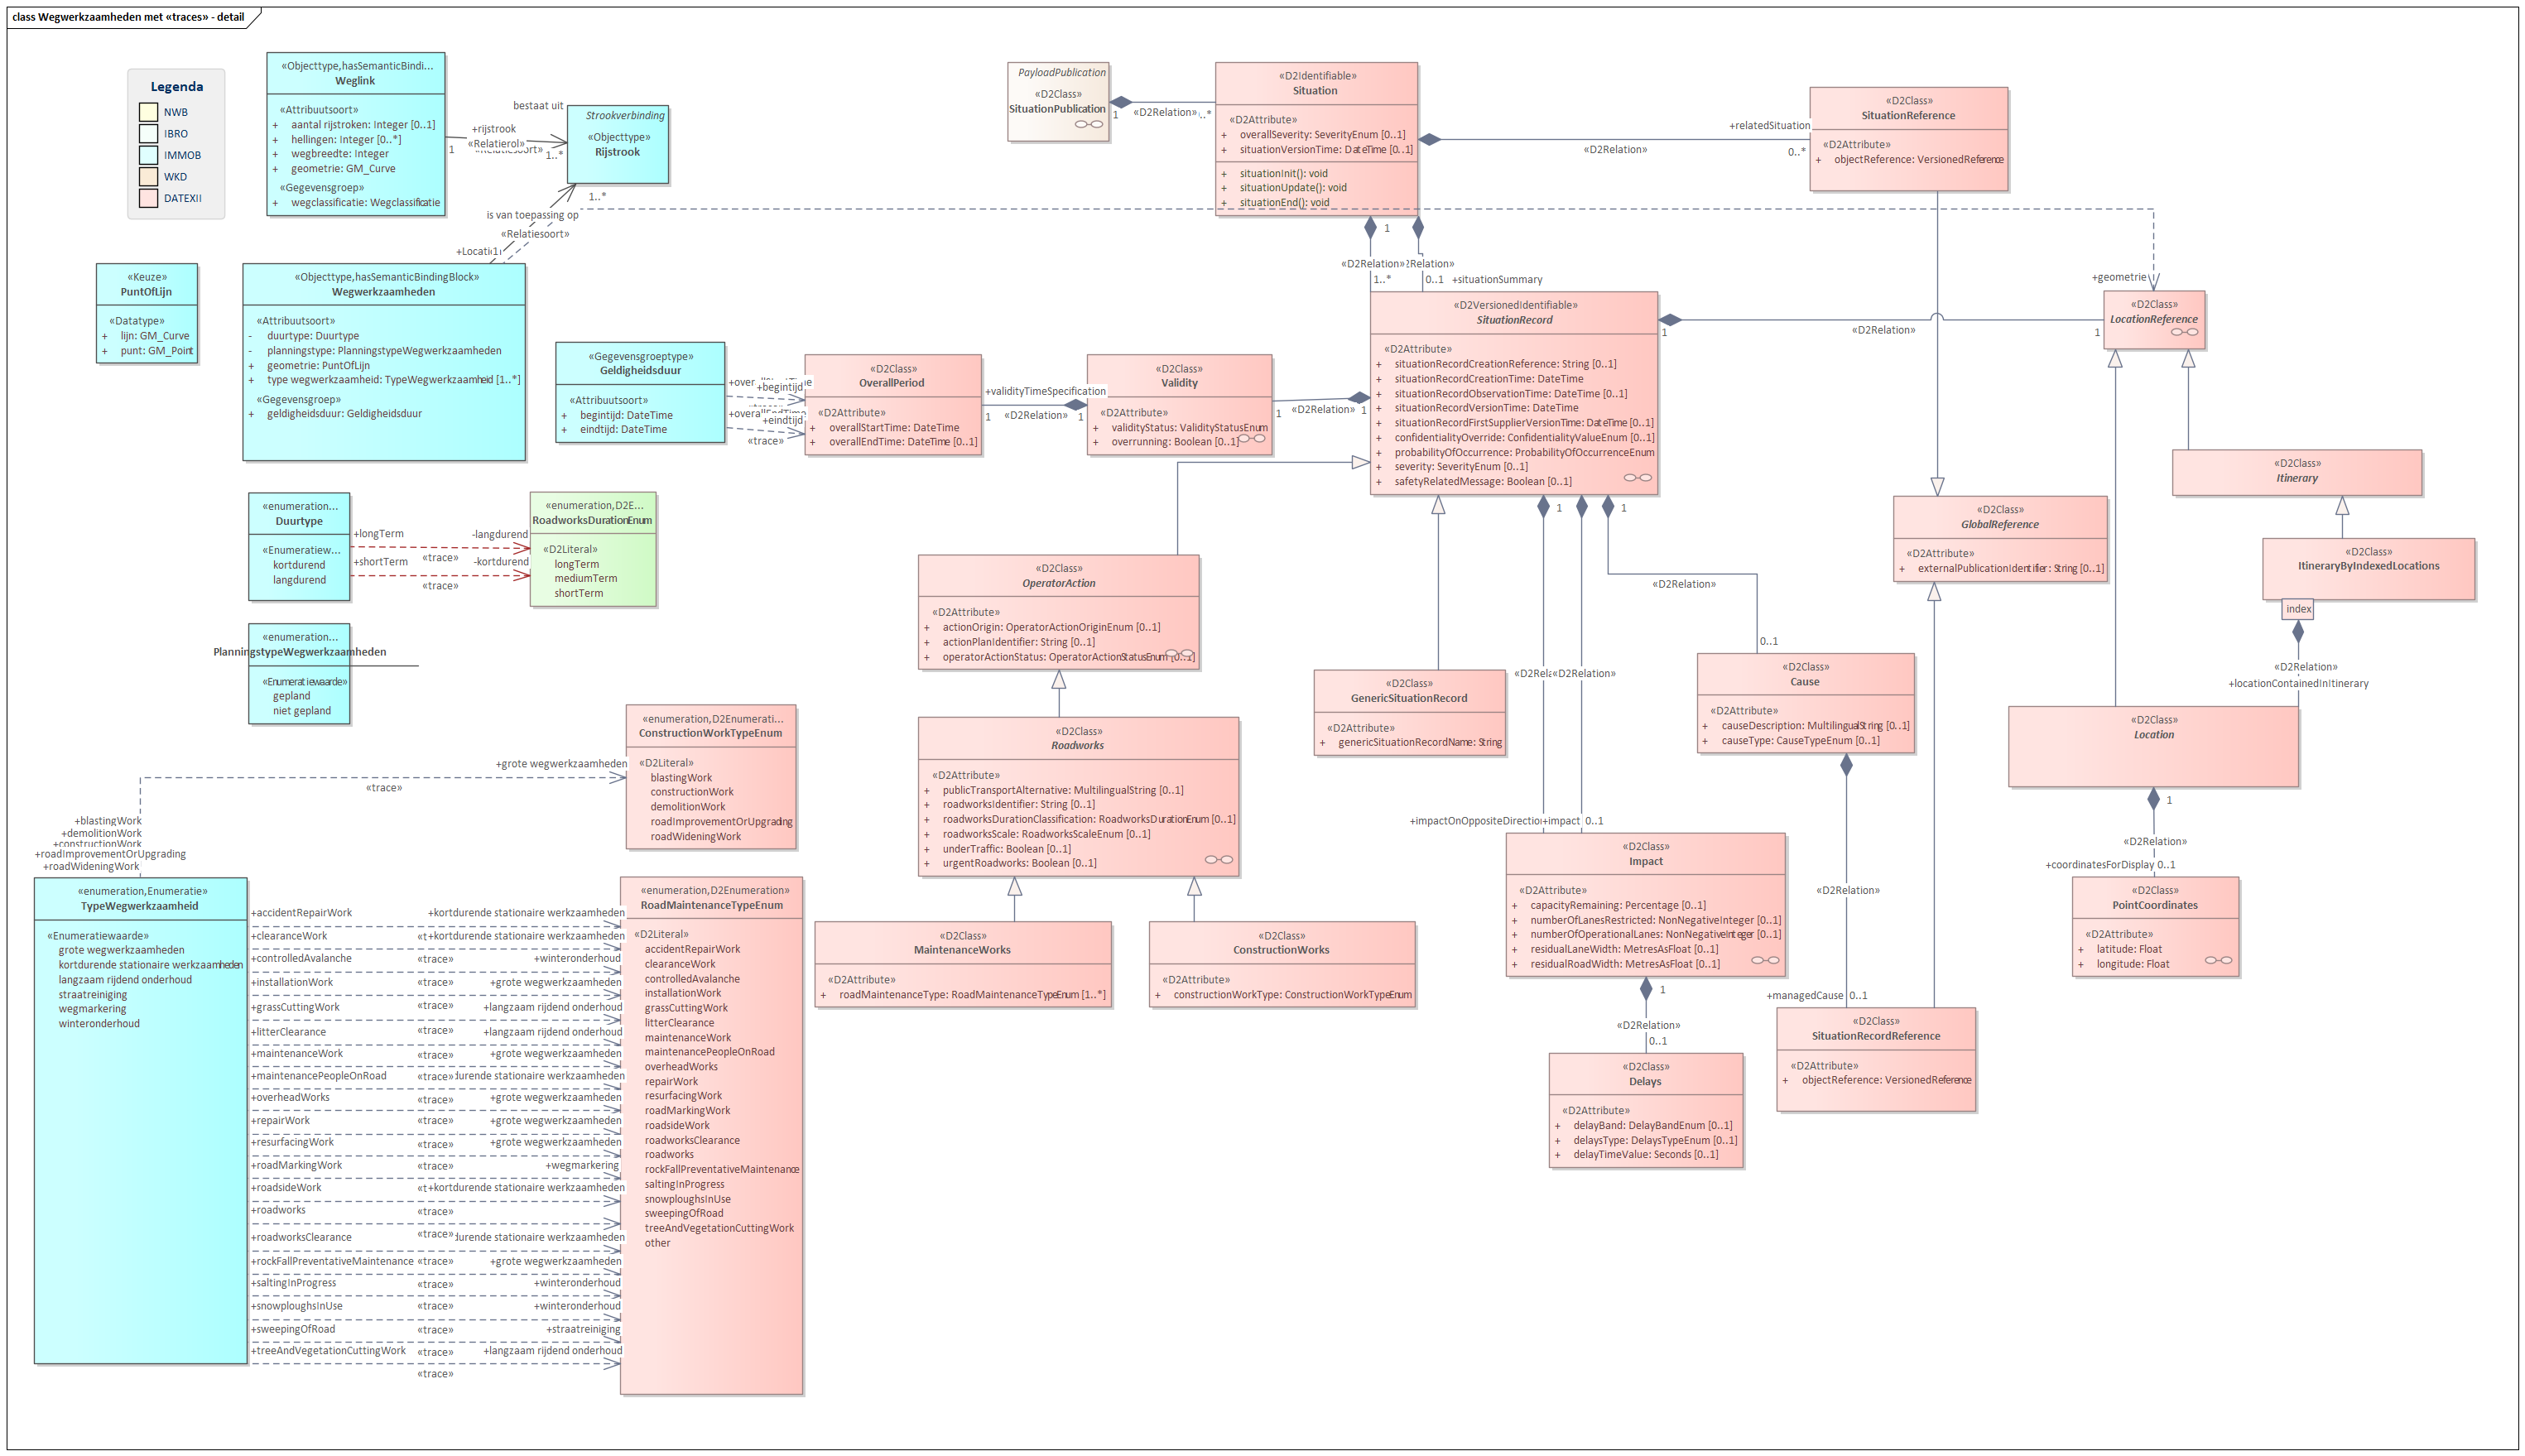 class Wegwerkzaamheden met «traces» - detail
Legenda
NWB
IBRO
IMMOB
WKD
DATEXII
«Objecttype,hasSemanticBindi...
Weglink
«Attribuutsoort»
+ aantal rijstroken: Integer [0..1]
+ hellingen: Integer [0..*]
+ wegbreedte: Integer
+ geometrie: GM_Curve
«Gegevensgroep»
+ wegclassificatie: Wegclassificatie
bestaat uit
+rijstrook
«Relatierol»
1
1..*
Strookverbinding
«Objecttype»
Rijstrook
1..*
is van toepassing op
«Relatiesoort»
«Keuze»
PuntOfLijn
«Datatype»
+ lijn: GM_Curve
+ punt: GM_Point
«Objecttype,hasSemanticBindingBlock»
Wegwerkzaamheden
«Attribuutsoort»
- duurtype: Duurtype
- planningstype: PlanningstypeWegwerkzaamheden
+ geometrie: PuntOfLijn
+ type wegwerkzaamheid: TypeWegwerkzaamheid [1..*]
«Gegevensgroep»
+ geldigheidsduur: Geldigheidsduur
«Gegevensgroeptype»
Geldigheidsduur
«Attribuutsoort»
+ begintijd: DateTime
+ eindtijd: DateTime
+begintijd
+overallEndTime
+eindtijd
«trace»
«D2Class»
OverallPeriod
«D2Attribute»
+ overallStartTime: DateTime
+ overallEndTime: DateTime [0..1]
+validityTimeSpecification
1
«D2Relation»
1
«D2Class»
Validity
«D2Attribute»
+ validityStatus: ValidityStatusEnum
+ overrunning: Boolean [0..1]
1
«D2Relation»
1
PayloadPublication
«D2Class»
SituationPublication
1
«D2Relation»
«D2Identifiable»
Situation
«D2Attribute»
+ overallSeverity: SeverityEnum [0..1]
+ situationVersionTime: DateTime [0..1]
+ situationInit(): void
+ situationUpdate(): void
+ situationEnd(): void
+relatedSituation
«D2Relation»
0..*
«D2Class»
SituationReference
«D2Attribute»
+ objectReference: VersionedReference
1
«D2Relation»
1..*
0..1
+situationSummary
«D2VersionedIdentifiable»
SituationRecord
«D2Attribute»
+ situationRecordCreationReference: String [0..1]
+ situationRecordCreationTime: DateTime
+ situationRecordObservationTime: DateTime [0..1]
+ situationRecordVersionTime: DateTime
+ situationRecordFirstSupplierVersionTime: DateTime [0..1]
+ confidentialityOverride: ConfidentialityValueEnum [0..1]
+ probabilityOfOccurrence: ProbabilityOfOccurrenceEnum
+ severity: SeverityEnum [0..1]
+ safetyRelatedMessage: Boolean [0..1]
1
«D2Relation»
1
+geometrie
«D2Class»
LocationReference
«D2Class»
Itinerary
«D2Class»
GlobalReference
«D2Attribute»
+ externalPublicationIdentifier: String [0..1]
«D2Class»
ItineraryByIndexedLocations
index
«D2Relation»
+locationContainedInItinerary
«D2Class»
Location
1
«D2Relation»
+coordinatesForDisplay 0..1
«D2Class»
PointCoordinates
«D2Attribute»
+ latitude: Float
+ longitude: Float
«enumeration...
Duurtype
«Enumeratiew...
kortdurend
langdurend
+longTerm
-langdurend
«trace»
+shortTerm
-kortdurend
«trace»
«enumeration,D2E...
RoadworksDurationEnum
«D2Literal»
longTerm
mediumTerm
shortTerm
«enumeration...
PlanningstypeWegwerkzaamheden
«Enumeratiewaarde»
gepland
niet gepland
«D2Class»
OperatorAction
«D2Attribute»
+ actionOrigin: OperatorActionOriginEnum [0..1]
+ actionPlanIdentifier: String [0..1]
+ operatorActionStatus: OperatorActionStatusEnum [0..1]
«D2Class»
Roadworks
«D2Attribute»
+ publicTransportAlternative: MultilingualString [0..1]
+ roadworksIdentifier: String [0..1]
+ roadworksDurationClassification: RoadworksDurationEnum [0..1]
+ roadworksScale: RoadworksScaleEnum [0..1]
+ underTraffic: Boolean [0..1]
+ urgentRoadworks: Boolean [0..1]
«D2Class»
MaintenanceWorks
«D2Attribute»
+ roadMaintenanceType: RoadMaintenanceTypeEnum [1..*]
«D2Class»
ConstructionWorks
«D2Attribute»
+ constructionWorkType: ConstructionWorkTypeEnum
«D2Class»
GenericSituationRecord
«D2Attribute»
+ genericSituationRecordName: String
1
1
«D2Relation»
0..1
«D2Relation»
«D2Class»
Cause
«D2Attribute»
+ causeDescription: MultilingualString [0..1]
+ causeType: CauseTypeEnum [0..1]
+impact 0..1
«D2Class»
Impact
«D2Attribute»
+ capacityRemaining: Percentage [0..1]
+ numberOfLanesRestricted: NonNegativeInteger [0..1]
+ numberOfOperationalLanes: NonNegativeInteger [0..1]
+ residualLaneWidth: MetresAsFloat [0..1]
+ residualRoadWidth: MetresAsFloat [0..1]
1
«D2Relation»
0..1
«D2Class»
Delays
«D2Attribute»
+ delayBand: DelayBandEnum [0..1]
+ delaysType: DelaysTypeEnum [0..1]
+ delayTimeValue: Seconds [0..1]
«D2Relation»
+managedCause 0..1
«D2Class»
SituationRecordReference
«D2Attribute»
+ objectReference: VersionedReference
«enumeration,D2Enumerati...
ConstructionWorkTypeEnum
«D2Literal»
blastingWork
constructionWork
demolitionWork
roadImprovementOrUpgrading
roadWideningWork
+grote wegwerkzaamheden
«trace»
+blastingWork
+demolitionWork
+constructionWork
+roadImprovementOrUpgrading
+roadWideningWork
«enumeration,Enumeratie»
TypeWegwerkzaamheid
«Enumeratiewaarde»
grote wegwerkzaamheden
kortdurende stationaire werkzaamheden
langzaam rijdend onderhoud
straatreiniging
wegmarkering
winteronderhoud
+accidentRepairWork +kortdurende stationaire werkzaamheden
+clearanceWork +kortdurende stationaire werkzaamheden
+controlledAvalanche «trace» +winteronderhoud
+installationWork «trace» +grote wegwerkzaamheden
+grassCuttingWork «trace» +langzaam rijdend onderhoud
+litterClearance «trace» +langzaam rijdend onderhoud
+maintenanceWork «trace» +grote wegwerkzaamheden
+maintenancePeopleOnRoad «trace» stationaire werkzaamheden
+overheadWorks «trace» +grote wegwerkzaamheden
+repairWork «trace» +grote wegwerkzaamheden
+resurfacingWork «trace» +grote wegwerkzaamheden
+roadMarkingWork «trace» +wegmarkering
+roadsideWork +kortdurende stationaire werkzaamheden
+roadworks «trace»
+roadworksClearance «trace» stationaire werkzaamheden
+rockFallPreventativeMaintenance «trace» +grote wegwerkzaamheden
+saltingInProgress «trace» +winteronderhoud
+snowploughsInUse «trace» +winteronderhoud
+sweepingOfRoad «trace» +straatreiniging
+treeAndVegetationCuttingWork «trace» +langzaam rijdend onderhoud
«trace»
«enumeration,D2Enumeration»
RoadMaintenanceTypeEnum
«D2Literal»
accidentRepairWork
clearanceWork
controlledAvalanche
installationWork
grassCuttingWork
litterClearance
maintenanceWork
maintenancePeopleOnRoad
overheadWorks
repairWork
resurfacingWork
roadMarkingWork
roadsideWork
roadworksClearance
roadworks
rockFallPreventativeMaintenance
saltingInProgress
snowploughsInUse
sweepingOfRoad
treeAndVegetationCuttingWork
other